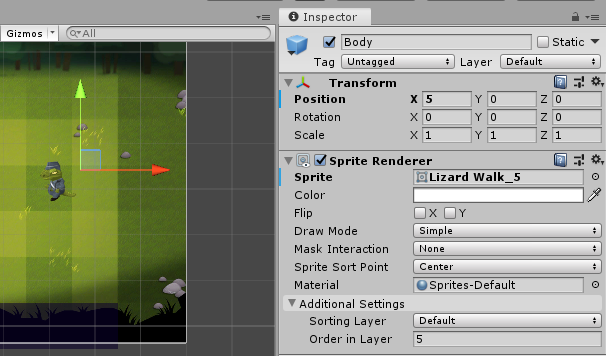 Inspector
Gizmos All
Body Static
Tag Untagged Layer Default
Transform
Position X 5 Y 0 Z 0
Rotation X 0 Y 0 Z 0
Scale X 1 Y 1 Z 1
Sprite Renderer
Sprite Lizard Walk_5
Color
Flip X Y
Draw Mode Simple
Mask Interaction None
Sprite Sort Point Center
Material Sprites-Default
Additional Settings
Sorting Layer Default
Order in Layer 5